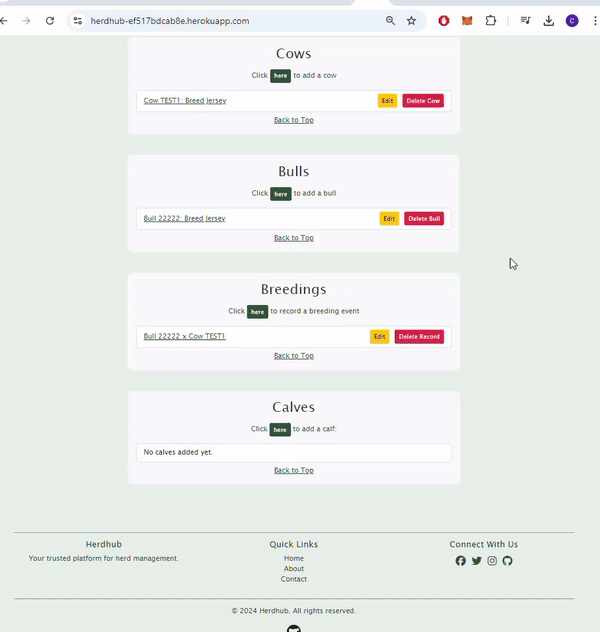 herdhub-ef517bdcab8e.herokuapp.com
C
Cows
Click here to add a cow
Cow TEST1: Breed Jersey Edit Delete Cow
Back to Top
Bulls
Click here to add a bull
Bull 22222: Breed Jersey Edit Delete Bull
Back to Top
Breedings
Click here to record a breeding event
Bull 22222 x Cow TEST1 Edit Delete Record
Back to Top
Calves
Click here to add a calf:
No calves added yet.
Back to Top
Herdhub Quick Links Connect With Us
Your trusted platform for herd management. Home
About
Contact
© 2024 Herdhub. All rights reserved.